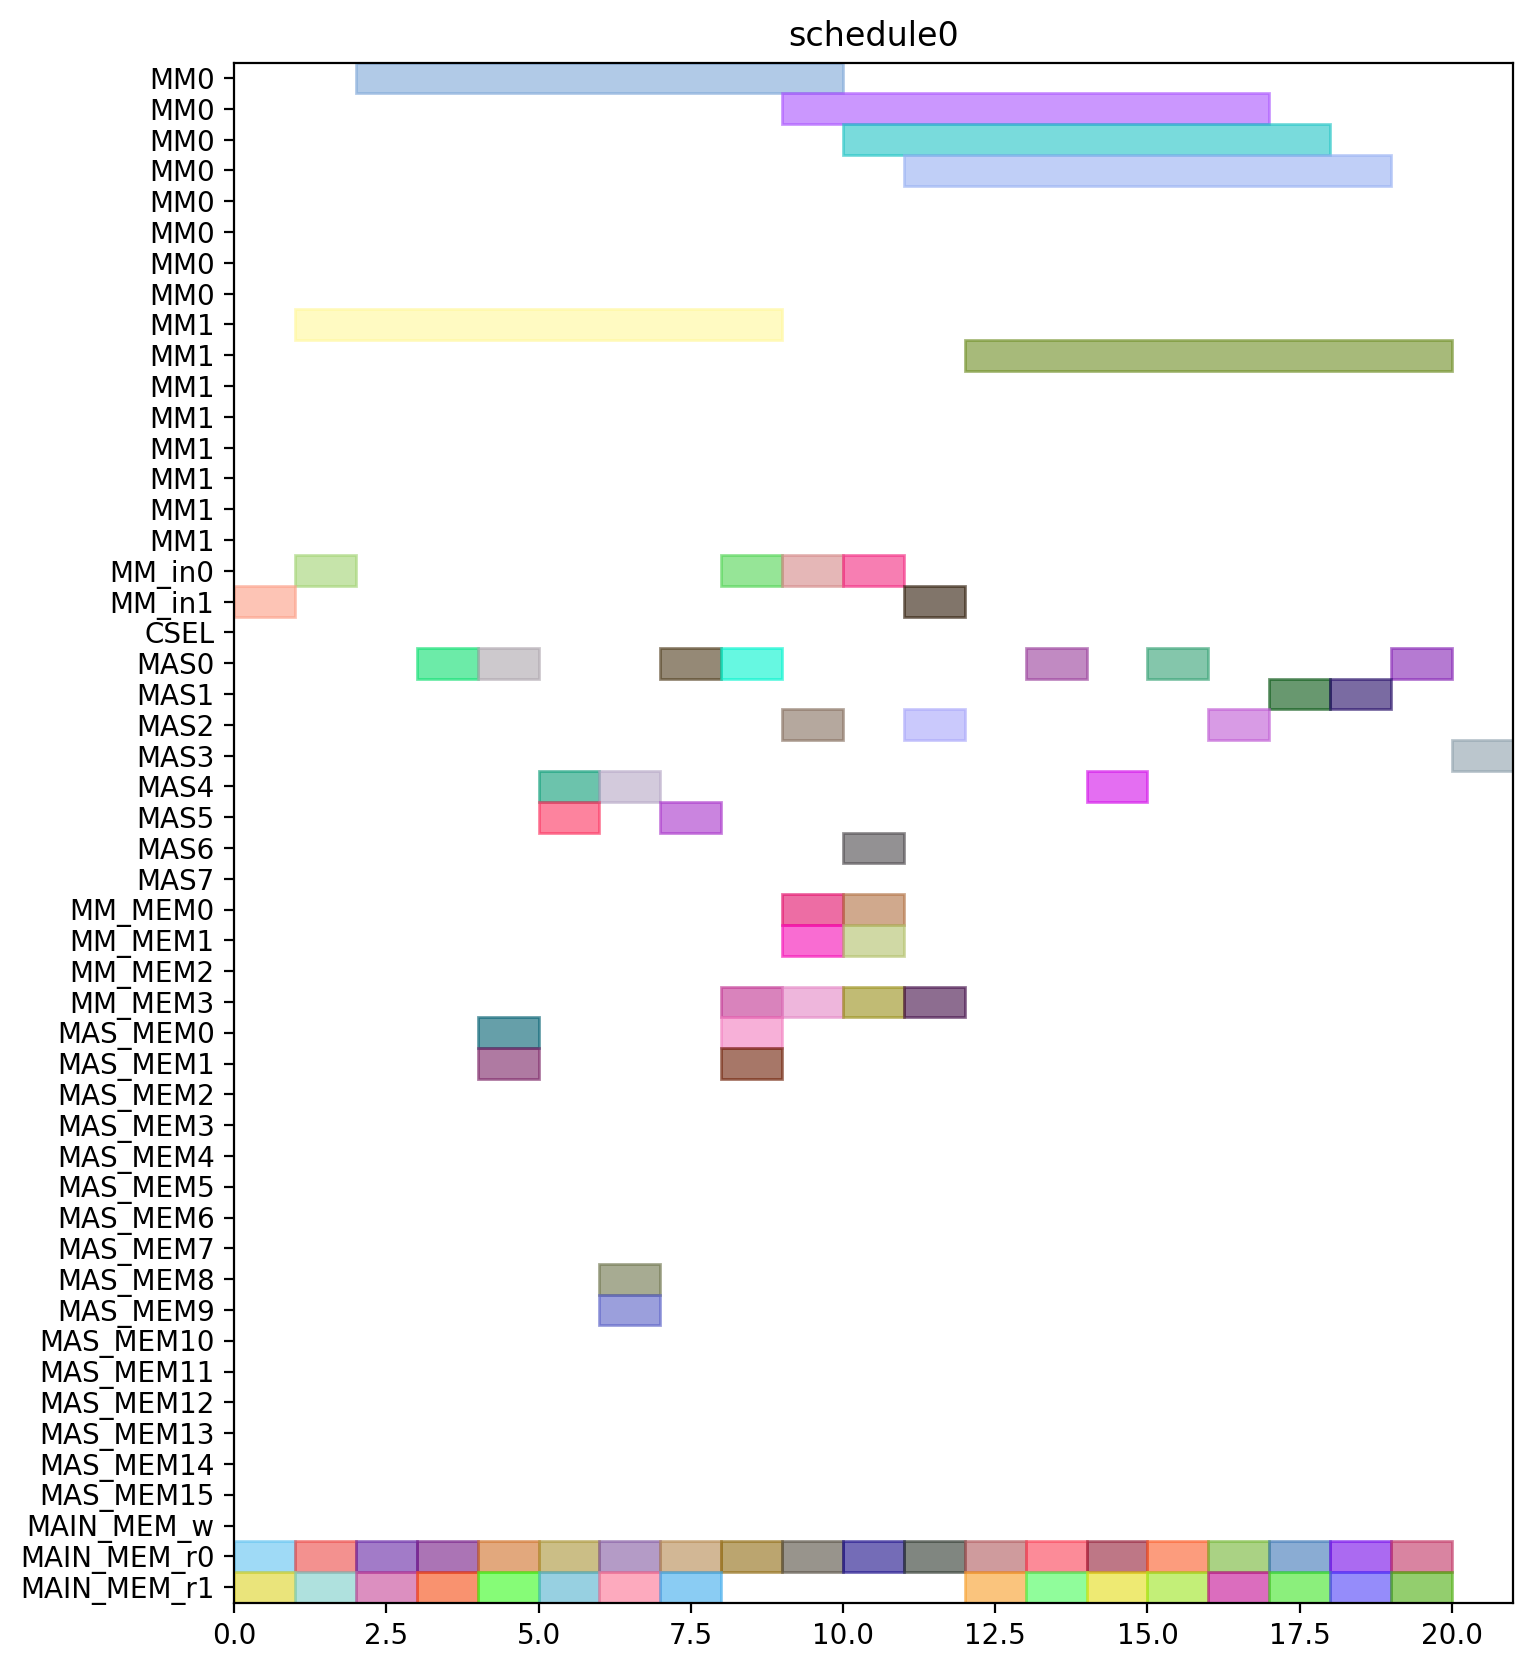 schedule0
MM0
MM0
MM0
MM0
MM0
MM0
MM0
MM0
MM1
MM1
MM1
MM1
MM1
MM1
MM1
MM1
MM_in0
MM_in1
CSEL
MAS0
MAS1
MAS2
MAS3
MAS4
MAS5
MAS6
MAS7
MM_MEM0
MM_MEM1
MM_MEM2
MM_MEM3
MAS_MEM0
MAS_MEM1
MAS_MEM2
MAS_MEM3
MAS_MEM4
MAS_MEM5
MAS_MEM6
MAS_MEM7
MAS_MEM8
MAS_MEM9
MAS_MEM10
MAS_MEM11
MAS_MEM12
MAS_MEM13
MAS_MEM14
MAS_MEM15
MAIN_MEM_w
MAIN_MEM_r0
MAIN_MEM_r1
0.0 2.5 5.0 7.5 10.0 12.5 15.0 17.5 20.0